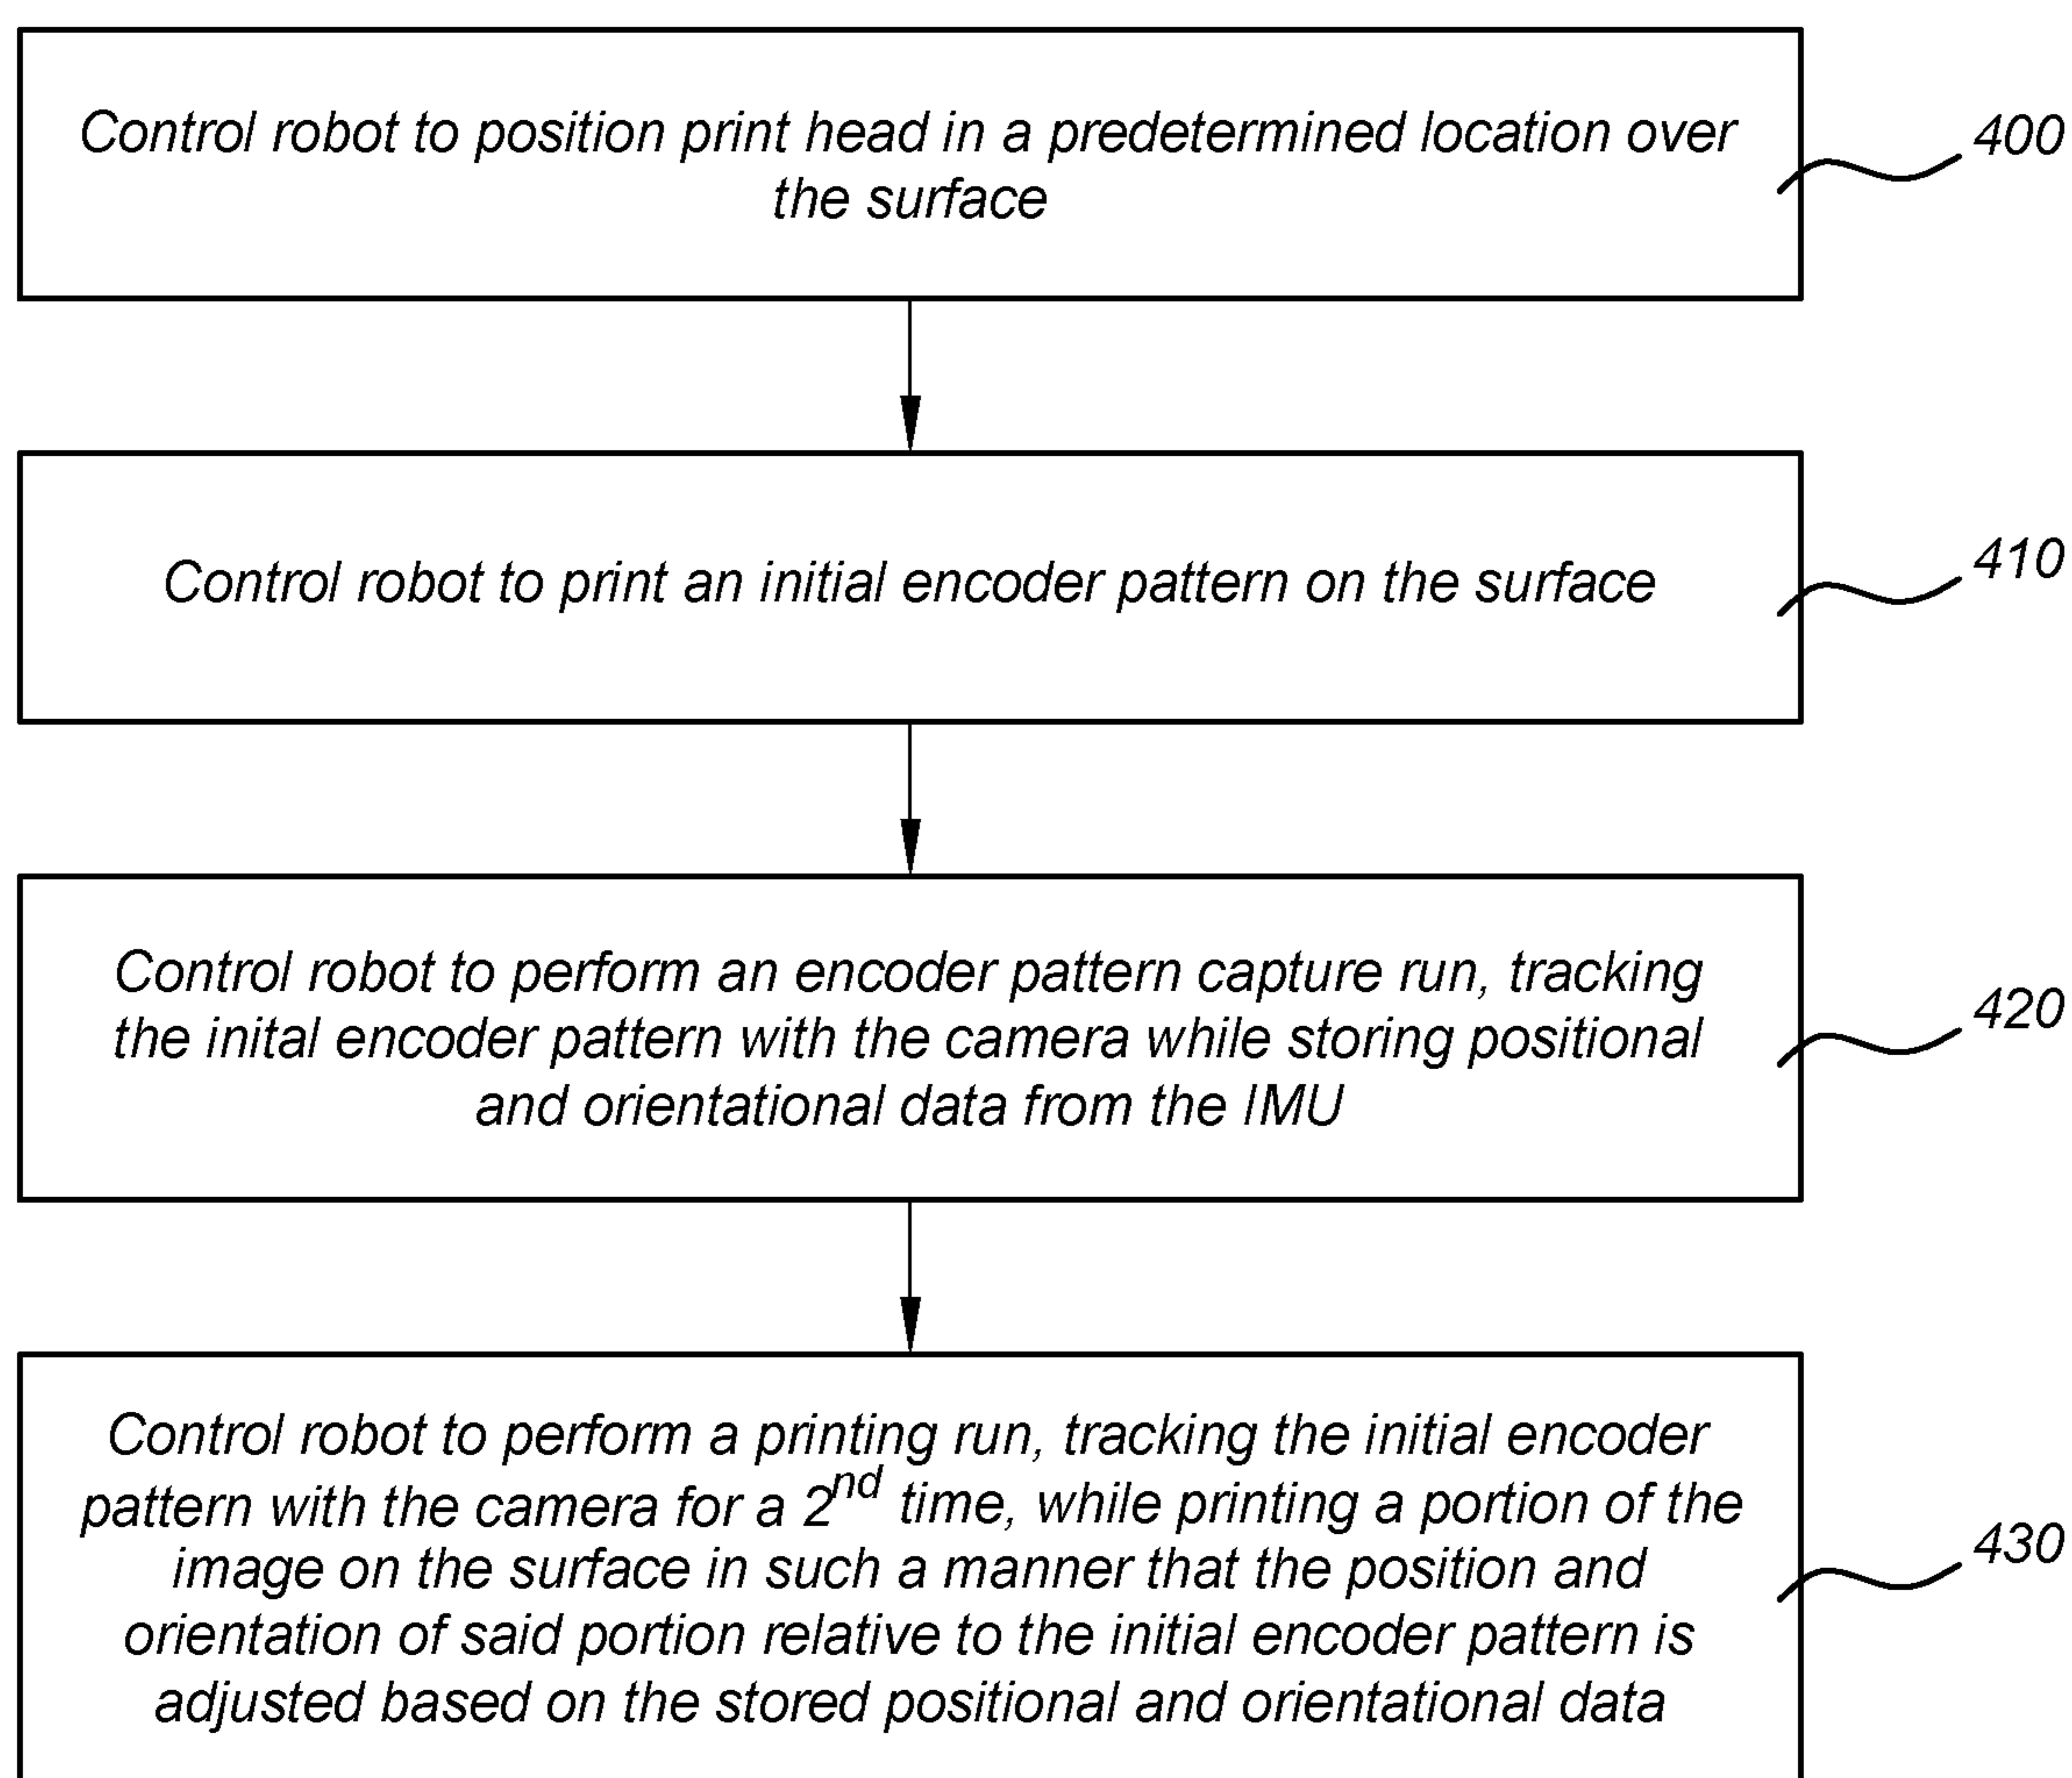 Control robot to position print head in a predetermined location over
the surface
400
Control robot to print an initial encoder pattern on the surface
410
Control robot to perform an encoder pattern capture run, tracking
the inital encoder pattern with the camera while storing positional
and orientational data from the IMU
420
Control robot to perform a printing run, tracking the initial encoder
pattern with the camera for a 2nd time, while printing a portion of the
image on the surface in such a manner that the position and
orientation of said portion relative to the initial encoder pattern is
adjusted based on the stored positional and orientational data
430